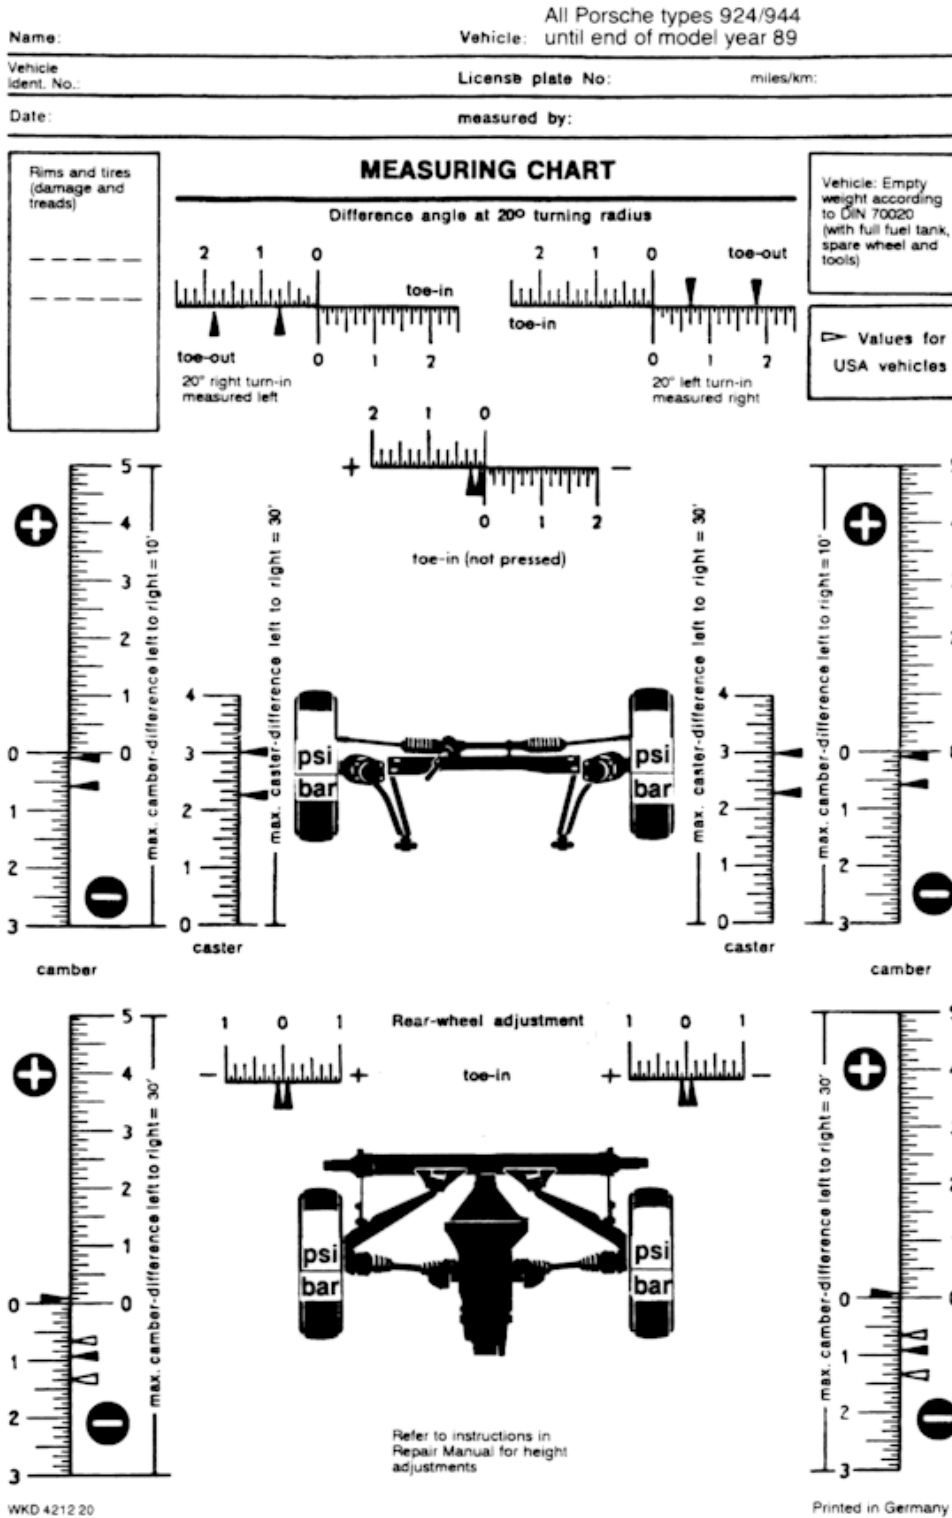 All Porsche types 924/944
Name: Vehicle: until end of model year 89
Vehicle
Ident. No.: License plate No: miles/km:
Date: measured by:
Rims and tires
(damage and
treads)
MEASURING CHART
Vehicle: Empty
weight according
to DIN 70020
(with full fuel tank,
spare wheel and
tools)
Difference angle at 20° turning radius
2 1 0
toe-in
toe-out
0 1 2
20° right turn-in
measured left
2 1 0
toe-out
toe-in
0 1 2
20° left turn-in
measured right
Values for
USA vehicles
2 1 0
+ −
0 1 2
toe-in (not pressed)
+
5
4
3
2
1
0 0
1
2
3
−
max. camber-difference left to right = 10'
camber
4
3
2
1
0
caster
max. caster-difference left to right = 30'
psi
bar
psi
bar
max. caster-difference left to right = 30'
4
3
2
1
0
caster
max. camber-difference left to right = 10'
+
0
1
2
3
−
camber
+
5
4
3
2
1
0 0
1
2
3
−
max. camber-difference left to right = 30'
1 0 1
− +
Rear-wheel adjustment
toe-in
1 0 1
+ −
psi
bar
psi
bar
max. camber-difference left to right = 30'
+
0
1
2
3
−
Refer to instructions in
Repair Manual for height
adjustments
WKD 4212 20
Printed in Germany